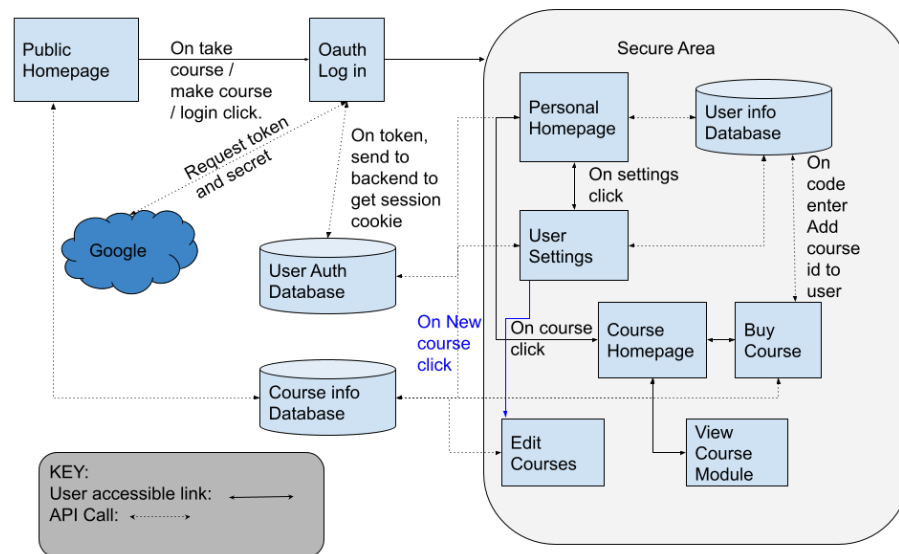 Public
Homepage
On take
course /
make course
/ login click.
Oauth
Log in
Secure Area
Personal
Homepage
User info
Database
Request token
and secret
On token,
send to
backend to
get session
cookie
On settings
click
On
code
enter
Add
course
id to
user
Google
User Auth
Database
User
Settings
On New
course
click
On course
click
Course
Homepage
Buy
Course
Course info
Database
Edit
Courses
View
Course
Module
KEY:
User accessible link:
API Call: